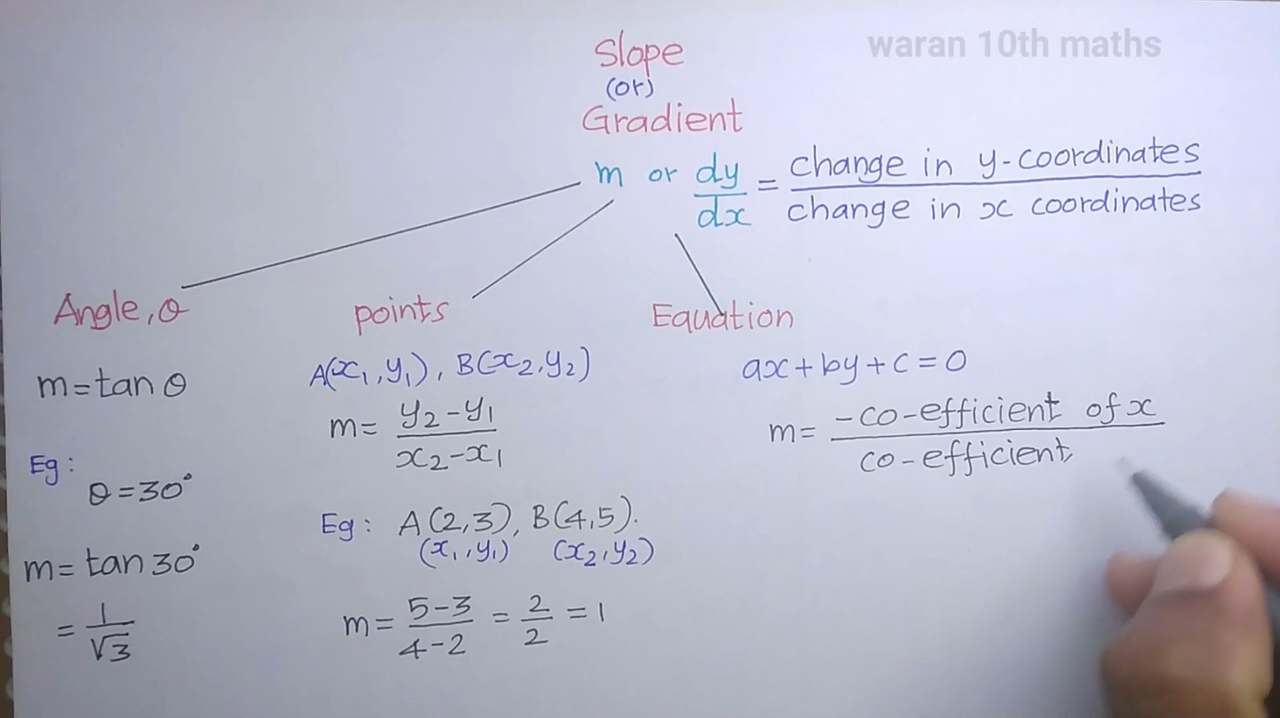 waran 10th maths
Slope
(or)
Gradient
m or dy/dx = change in y-coordinates / change in x coordinates
Angle, θ
m = tan θ
Eg :
θ = 30°
m = tan 30°
= 1/√3
points
A(x₁, y₁), B(x₂, y₂)
m = y₂ - y₁ / x₂ - x₁
Eg : A(2,3), B(4,5).
(x₁, y₁) (x₂, y₂)
m = 5-3 / 4-2 = 2/2 = 1
Equation
ax + by + c = 0
m = -co-efficient of x / co-efficient